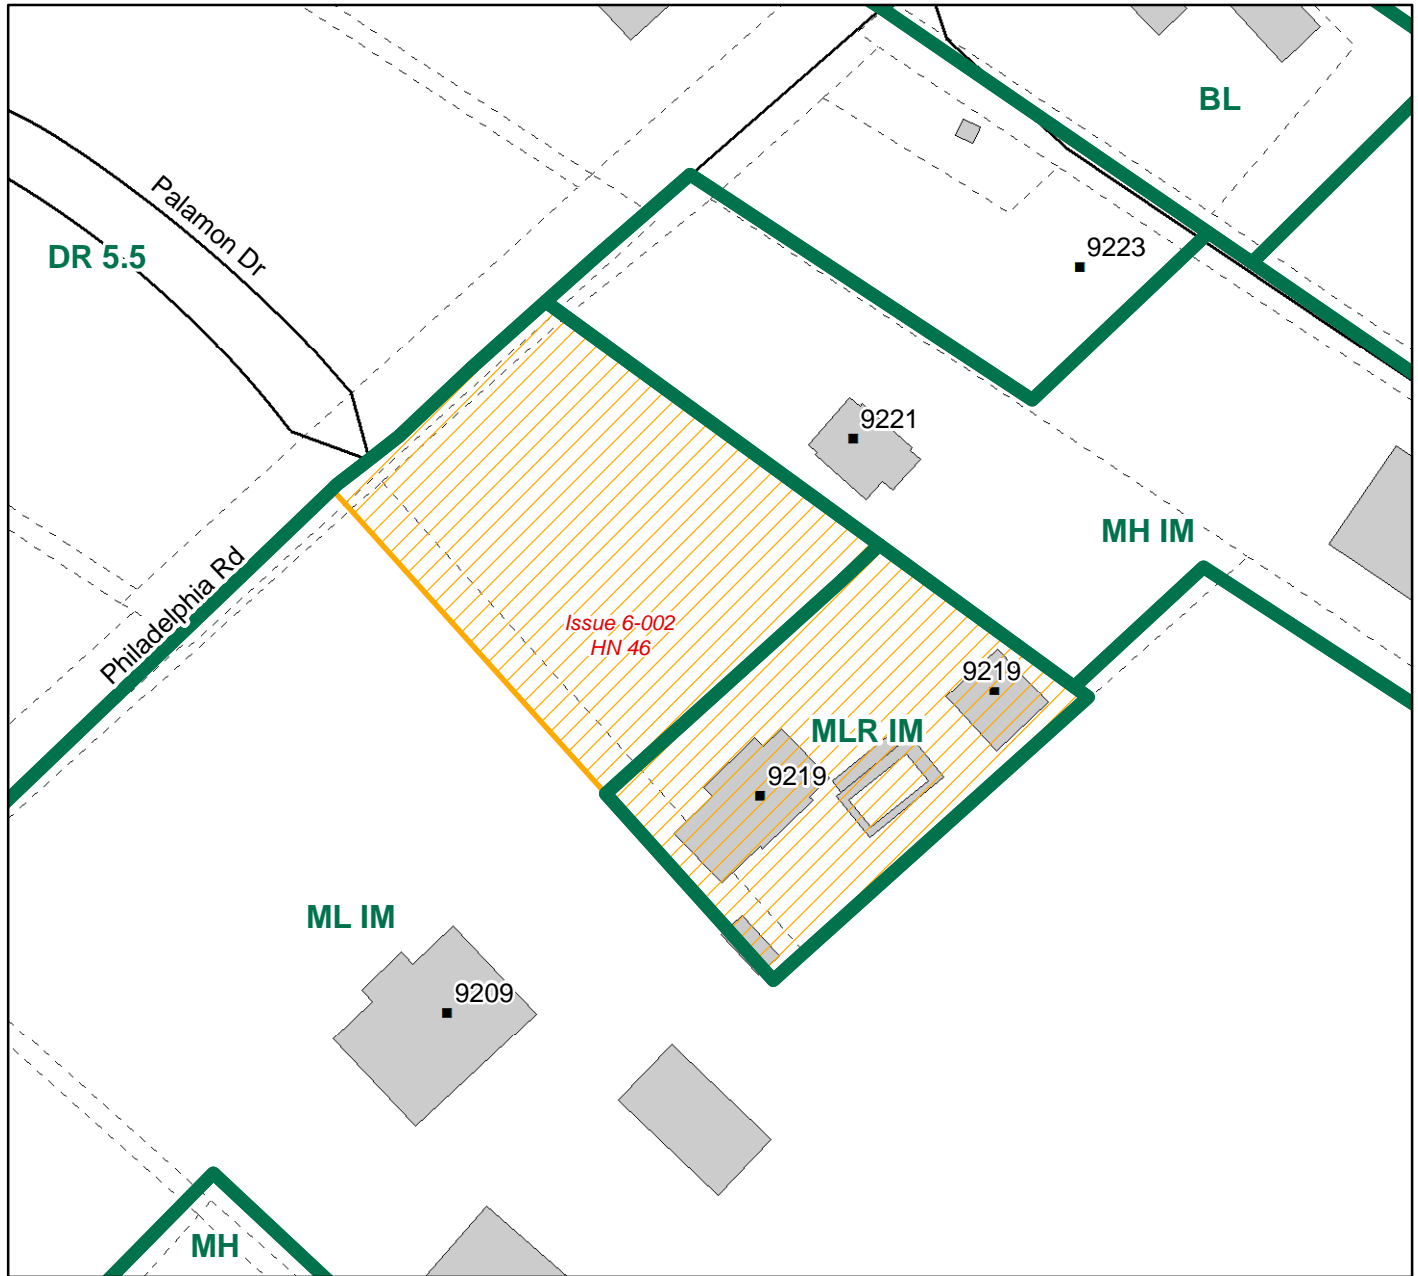 BL
Palamon Dr
DR 5.5
9223
9221
MH IM
Philadelphia Rd
Issue 6-002
HN 46
9219
MLR IM
9219
ML IM
9209
MH